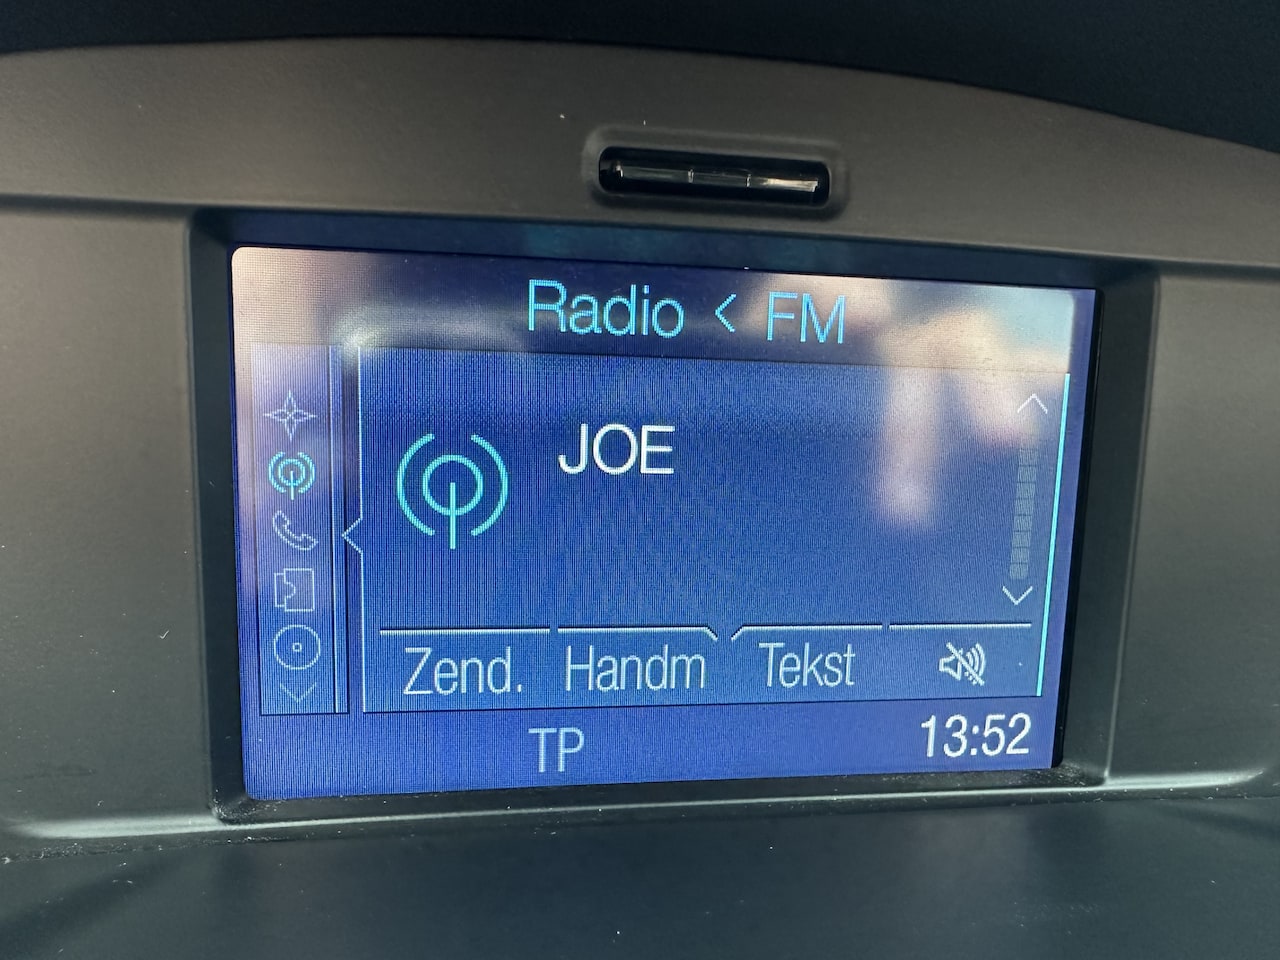 Radio < FM
JOE
Zend. Handm Tekst
TP 13:52